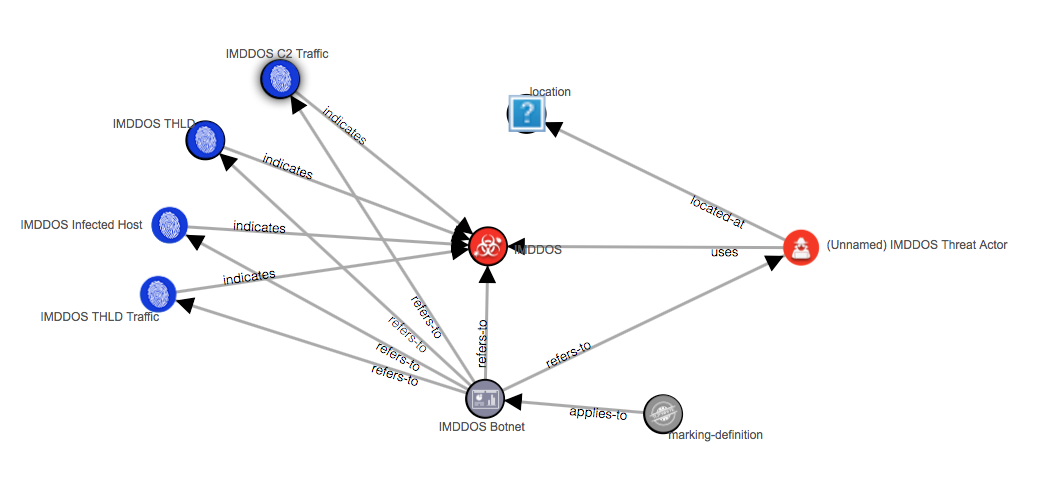 IMDDOS C2 Traffic
location
indicates
IMDDOS THLD
indicates
located-at
IMDDOS Infected Host
indicates
IMDDOS
uses
(Unnamed) IMDDOS Threat Actor
indicates
IMDDOS THLD Traffic
refers-to
refers-to
refers-to
refers-to
refers-to
refers-to
applies-to
IMDDOS Botnet
marking-definition